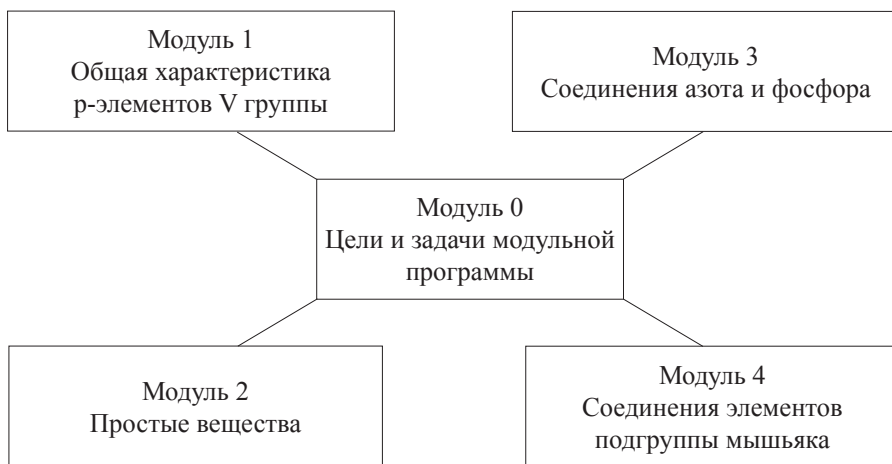 Модуль 1
Общая характеристика
р-элементов V группы
Модуль 3
Соединения азота и фосфора
Модуль 0
Цели и задачи модульной
программы
Модуль 2
Простые вещества
Модуль 4
Соединения элементов
подгруппы мышьяка